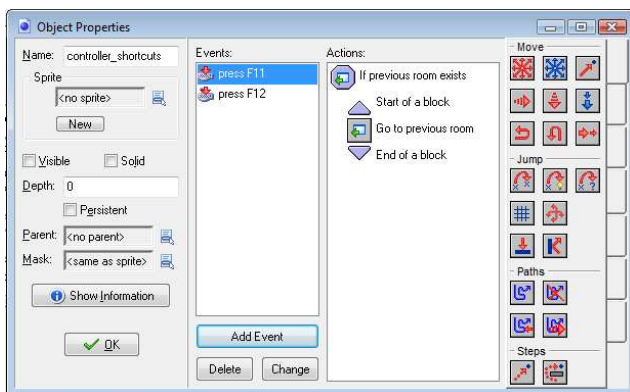 Object Properties
Name: controller_shortcuts
Sprite
<no sprite>
New
Visible
Solid
Depth: 0
Persistent
Parent: <no parent>
Mask: <same as sprite>
Show Information
OK
Events:
press F11
press F12
Add Event
Delete
Change
Actions:
If previous room exists
Start of a block
Go to previous room
End of a block
Move
Jump
Paths
Steps